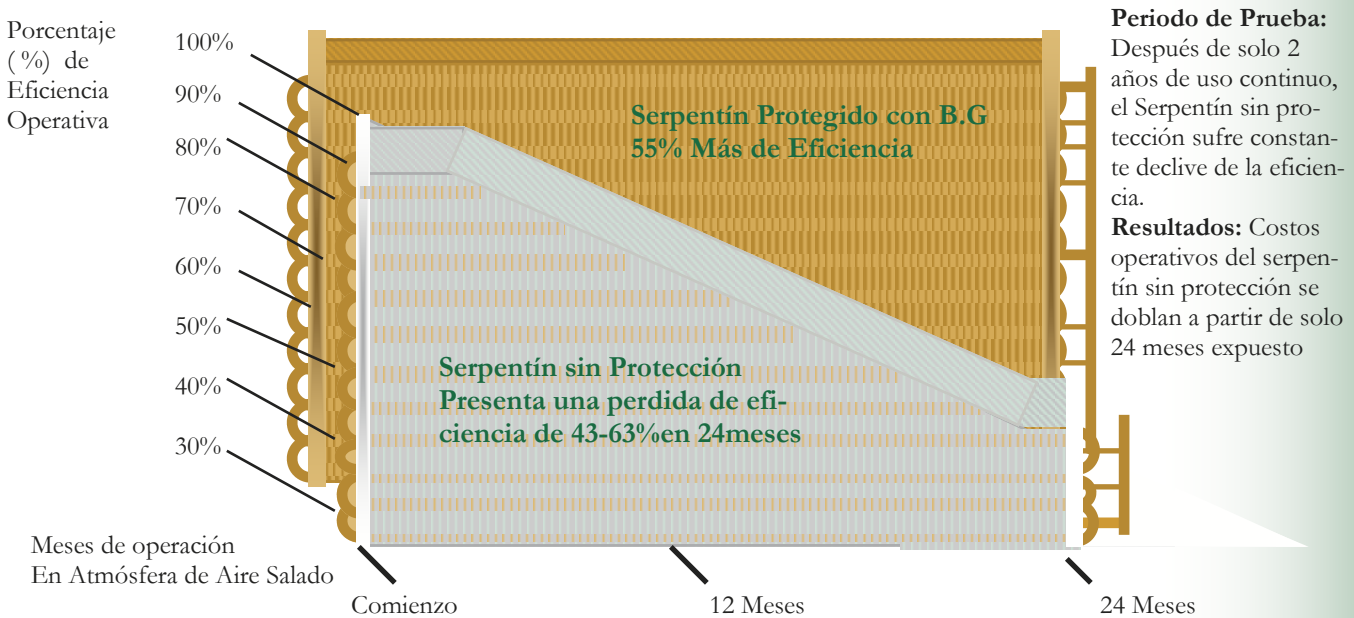 Porcentaje
( %) de
Eficiencia
Operativa
100%
90%
80%
70%
60%
50%
40%
30%
Serpentín Protegido con B.G
55% Más de Eficiencia
Serpentín sin Protección
Presenta una perdida de efi-
ciencia de 43-63%en 24meses
Meses de operación
En Atmósfera de Aire Salado
Comienzo
12 Meses
24 Meses
Periodo de Prueba:
Después de solo 2
años de uso continuo,
el Serpentín sin pro-
tección sufre constan-
te declive de la eficien-
cia.
Resultados: Costos
operativos del serpen-
tín sin protección se
doblan a partir de solo
24 meses expuesto